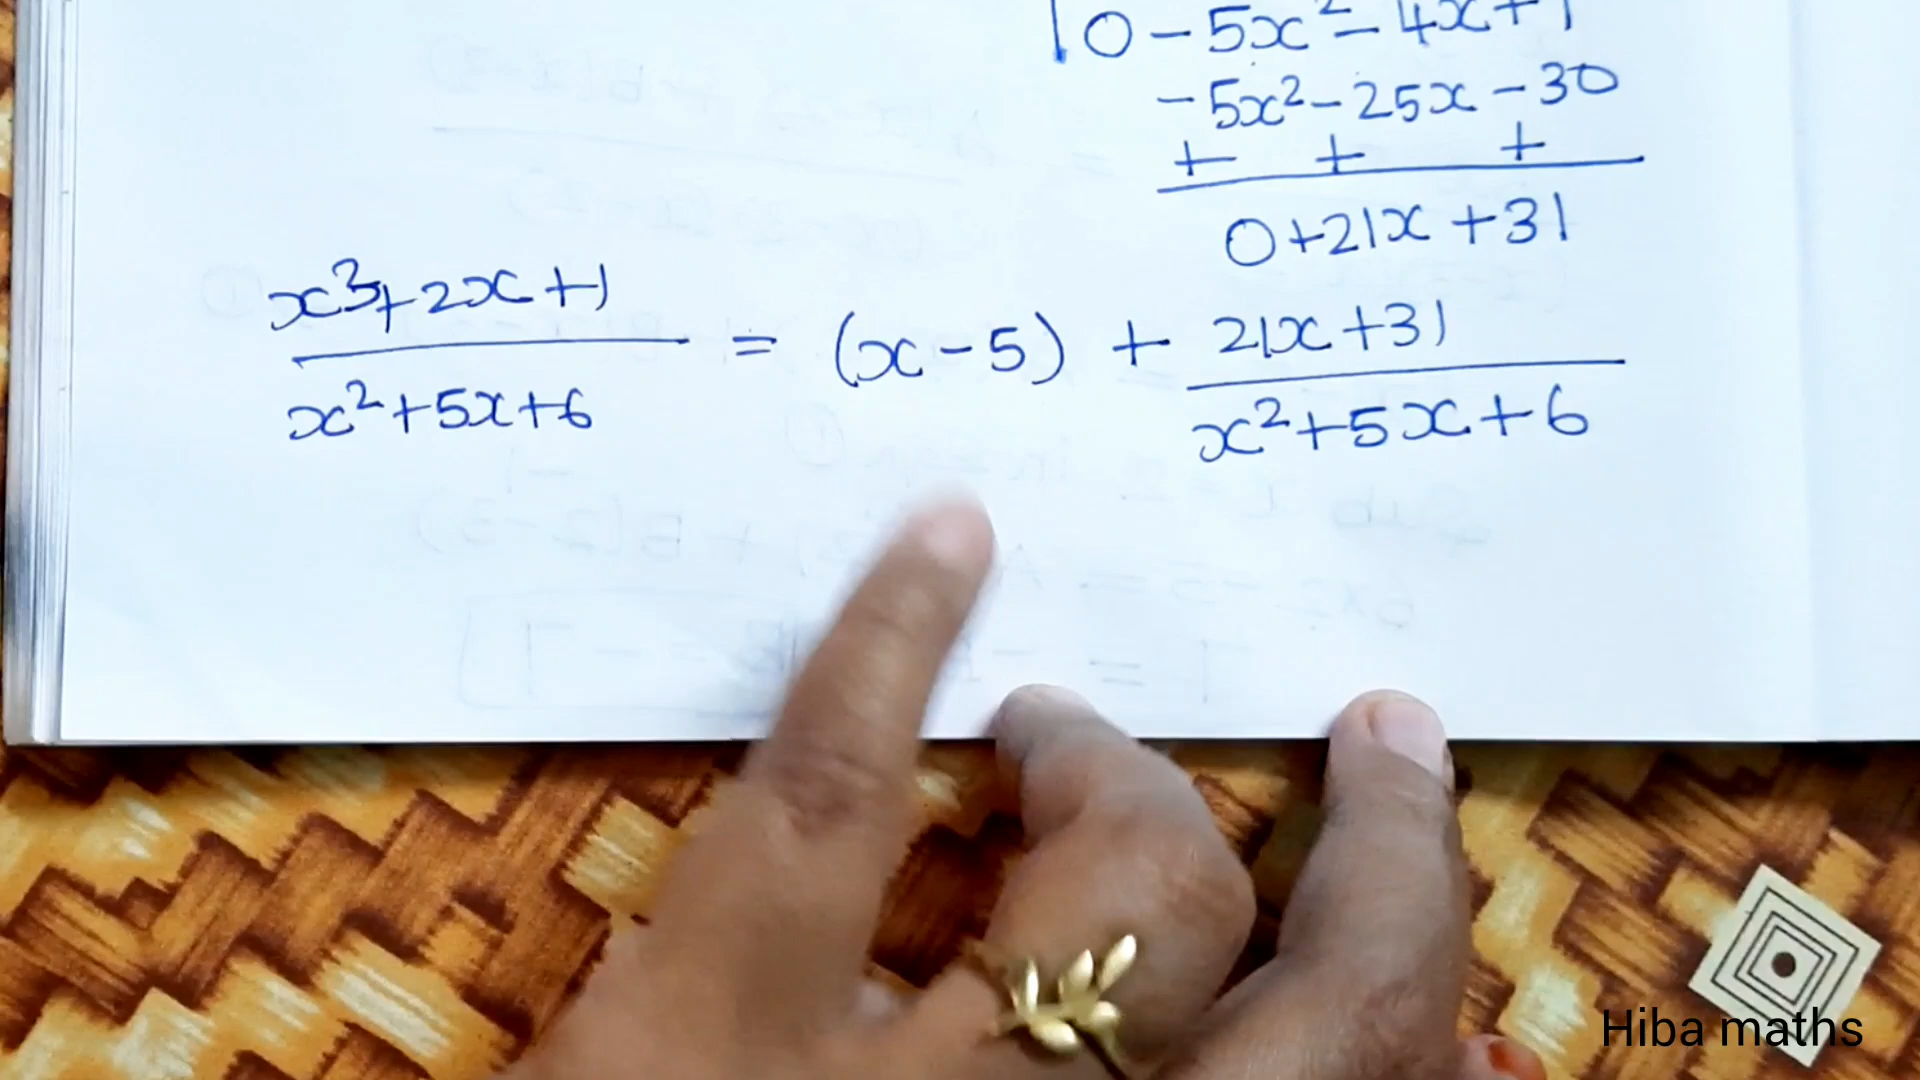 0 - 5x² - 4x + 1
- 5x² - 25x - 30
+ + +
0 + 21x + 31
x³ + 2x + 1 / x² + 5x + 6 = (x - 5) + 21x + 31 / x² + 5x + 6
Hiba maths